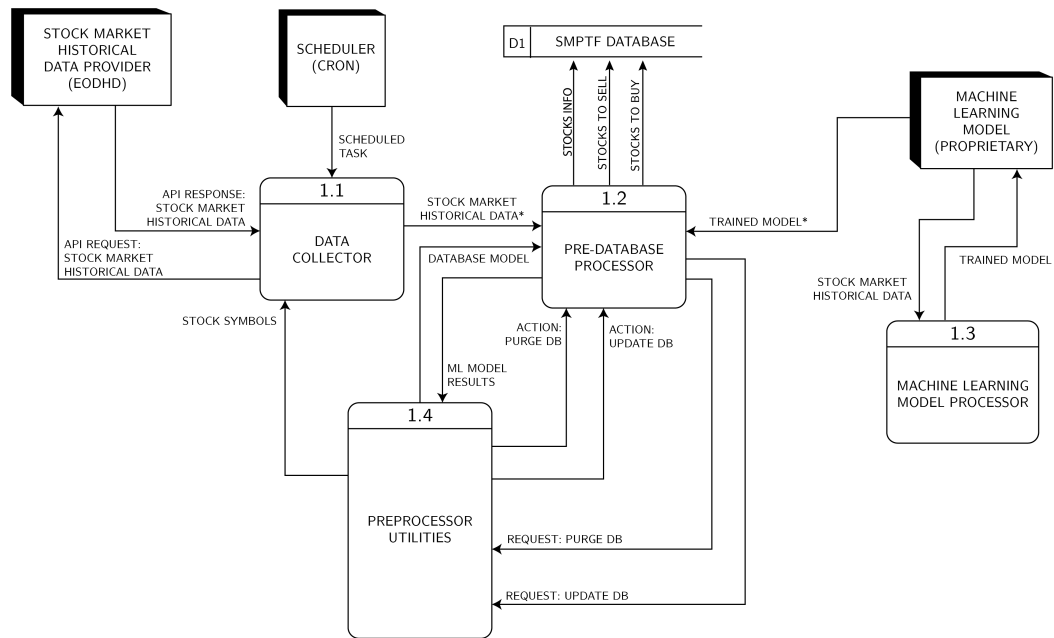 STOCK MARKET
HISTORICAL
DATA PROVIDER
(EODHD)
SCHEDULER
(CRON)
D1
SMPTF DATABASE
STOCKS INFO
STOCKS TO SELL
STOCKS TO BUY
MACHINE
LEARNING
MODEL
(PROPRIETARY)
SCHEDULED
TASK
API RESPONSE:
STOCK MARKET
HISTORICAL DATA
API REQUEST:
STOCK MARKET
HISTORICAL DATA
1.1
DATA
COLLECTOR
STOCK MARKET
HISTORICAL DATA*
DATABASE MODEL
1.2
PRE-DATABASE
PROCESSOR
TRAINED MODEL*
TRAINED MODEL
STOCK MARKET
HISTORICAL DATA
STOCK SYMBOLS
ACTION:
PURGE DB
ACTION:
UPDATE DB
ML MODEL
RESULTS
1.3
MACHINE LEARNING
MODEL PROCESSOR
1.4
PREPROCESSOR
UTILITIES
REQUEST: PURGE DB
REQUEST: UPDATE DB